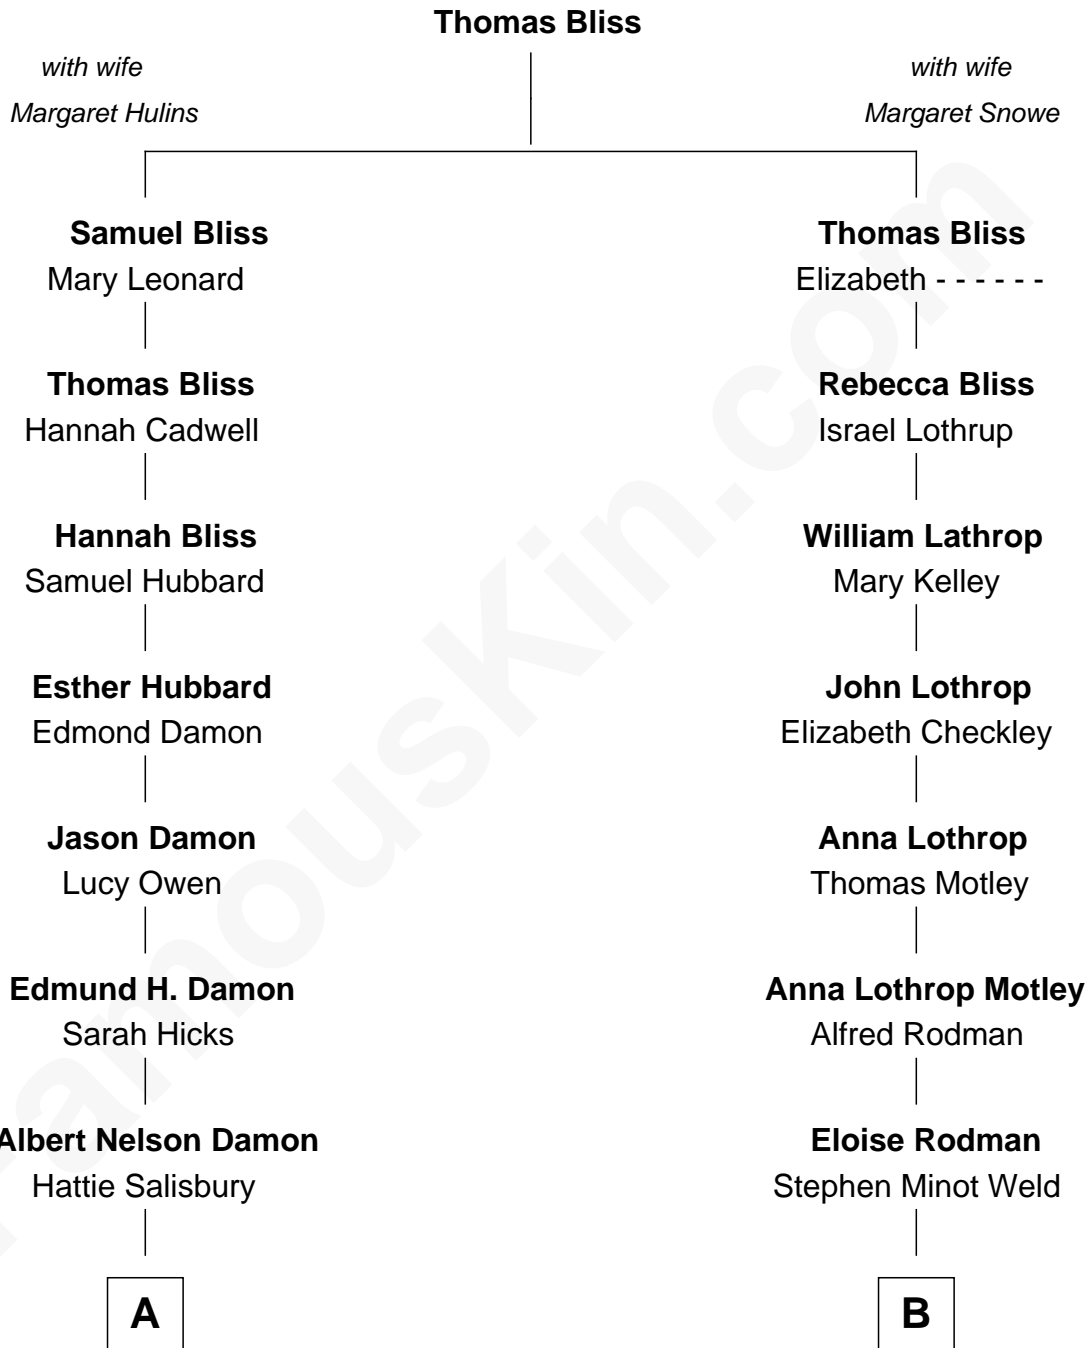 Thomas Bliss
with wife
Margaret Hulins
with wife
Margaret Snowe
Samuel Bliss
Mary Leonard
Thomas Bliss
Hannah Cadwell
Hannah Bliss
Samuel Hubbard
Esther Hubbard
Edmond Damon
Jason Damon
Lucy Owen
Edmund H. Damon
Sarah Hicks
Albert Nelson Damon
Hattie Salisbury
A
Thomas Bliss
Elizabeth - - - - - -
Rebecca Bliss
Israel Lothrup
William Lathrop
Mary Kelley
John Lothrop
Elizabeth Checkley
Anna Lothrop
Thomas Motley
Anna Lothrop Motley
Alfred Rodman
Eloise Rodman
Stephen Minot Weld
B
FamousKin.com